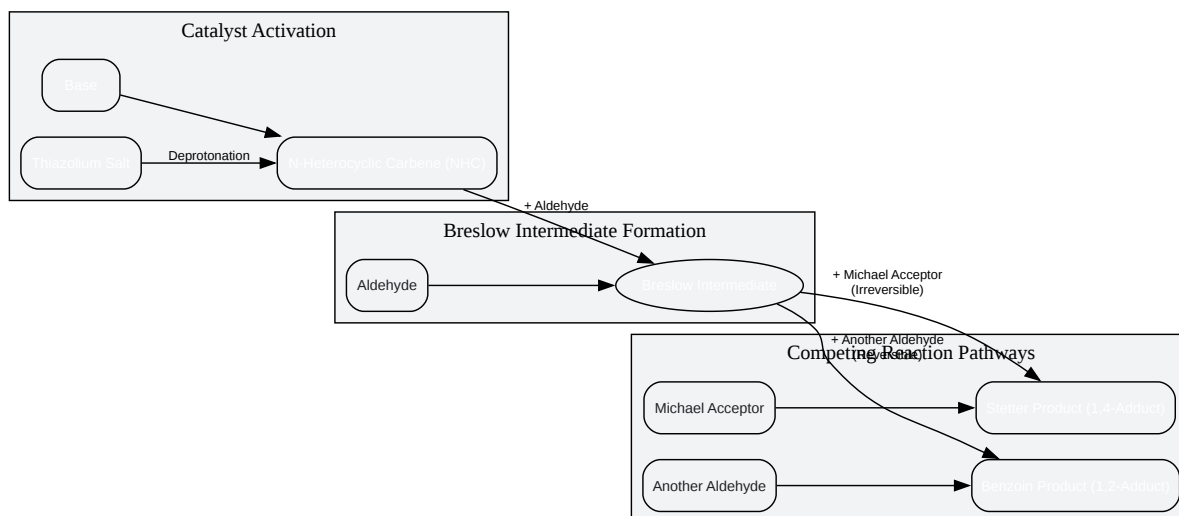 Catalyst Activation
Base
Thiazolium Salt
Deprotonation
N-Heterocyclic Carbene (NHC)
+ Aldehyde
Breslow Intermediate Formation
Aldehyde
Breslow Intermediate
+ Michael Acceptor
(Irreversible)
+ Another Aldehyde
(Reversible)
Competing Reaction Pathways
Michael Acceptor
Stetter Product (1,4-Adduct)
Another Aldehyde
Benzoin Product (1,2-Adduct)